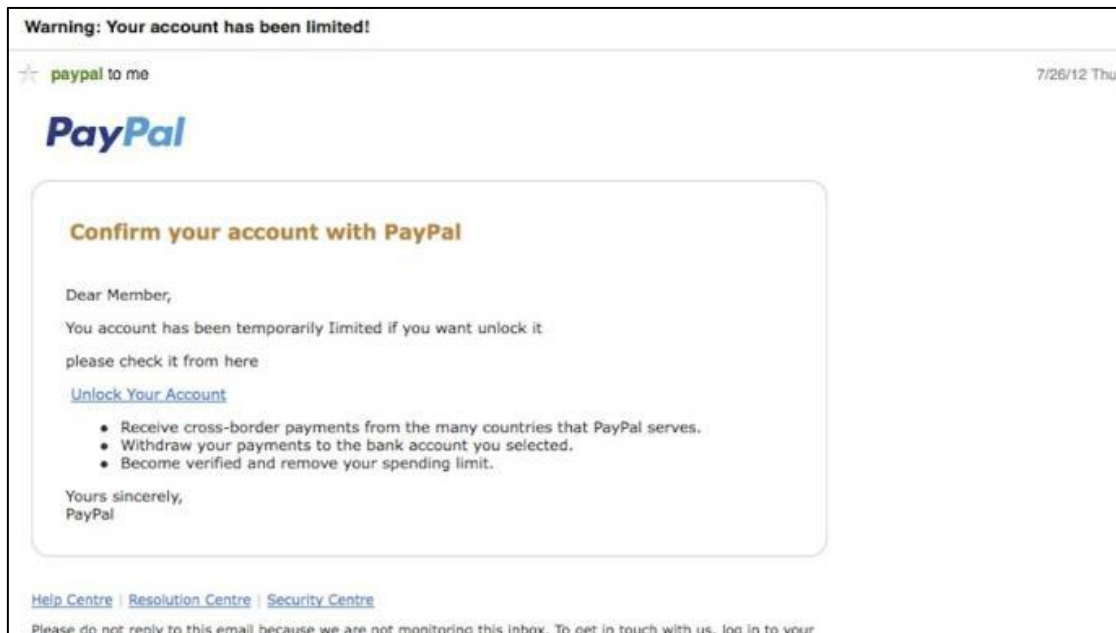 Warning: Your account has been limited!
paypal to me
7/26/12 Thu
PayPal
Confirm your account with PayPal
Dear Member,
You account has been temporarily Iimited if you want unlock it
please check it from here
Unlock Your Account
• Receive cross-border payments from the many countries that PayPal serves.
• Withdraw your payments to the bank account you selected.
• Become verified and remove your spending limit.
Yours sincerely,
PayPal
Help Centre | Resolution Centre | Security Centre
Please do not reply to this email because we are not monitoring this inbox. To get in touch with us, log in to your